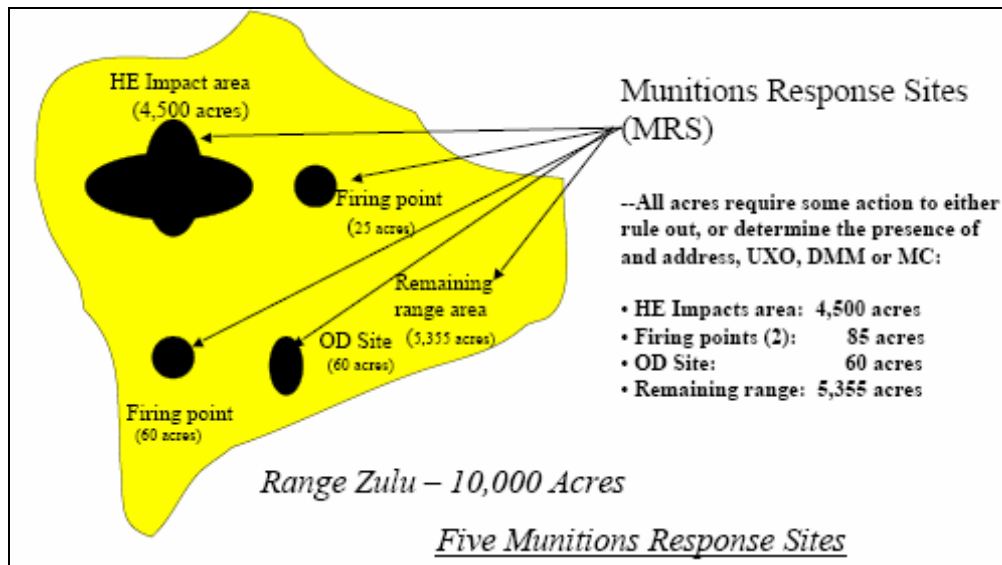 HE Impact area
(4,500 acres)
Firing point
(25 acres)
Remaining
range area
(5,355 acres)
OD Site
(60 acres)
Firing point
(60 acres)
Munitions Response Sites
(MRS)
--All acres require some action to either
rule out, or determine the presence of
and address, UXO, DMM or MC:
• HE Impacts area: 4,500 acres
• Firing points (2): 85 acres
• OD Site: 60 acres
• Remaining range: 5,355 acres
Range Zulu – 10,000 Acres
Five Munitions Response Sites